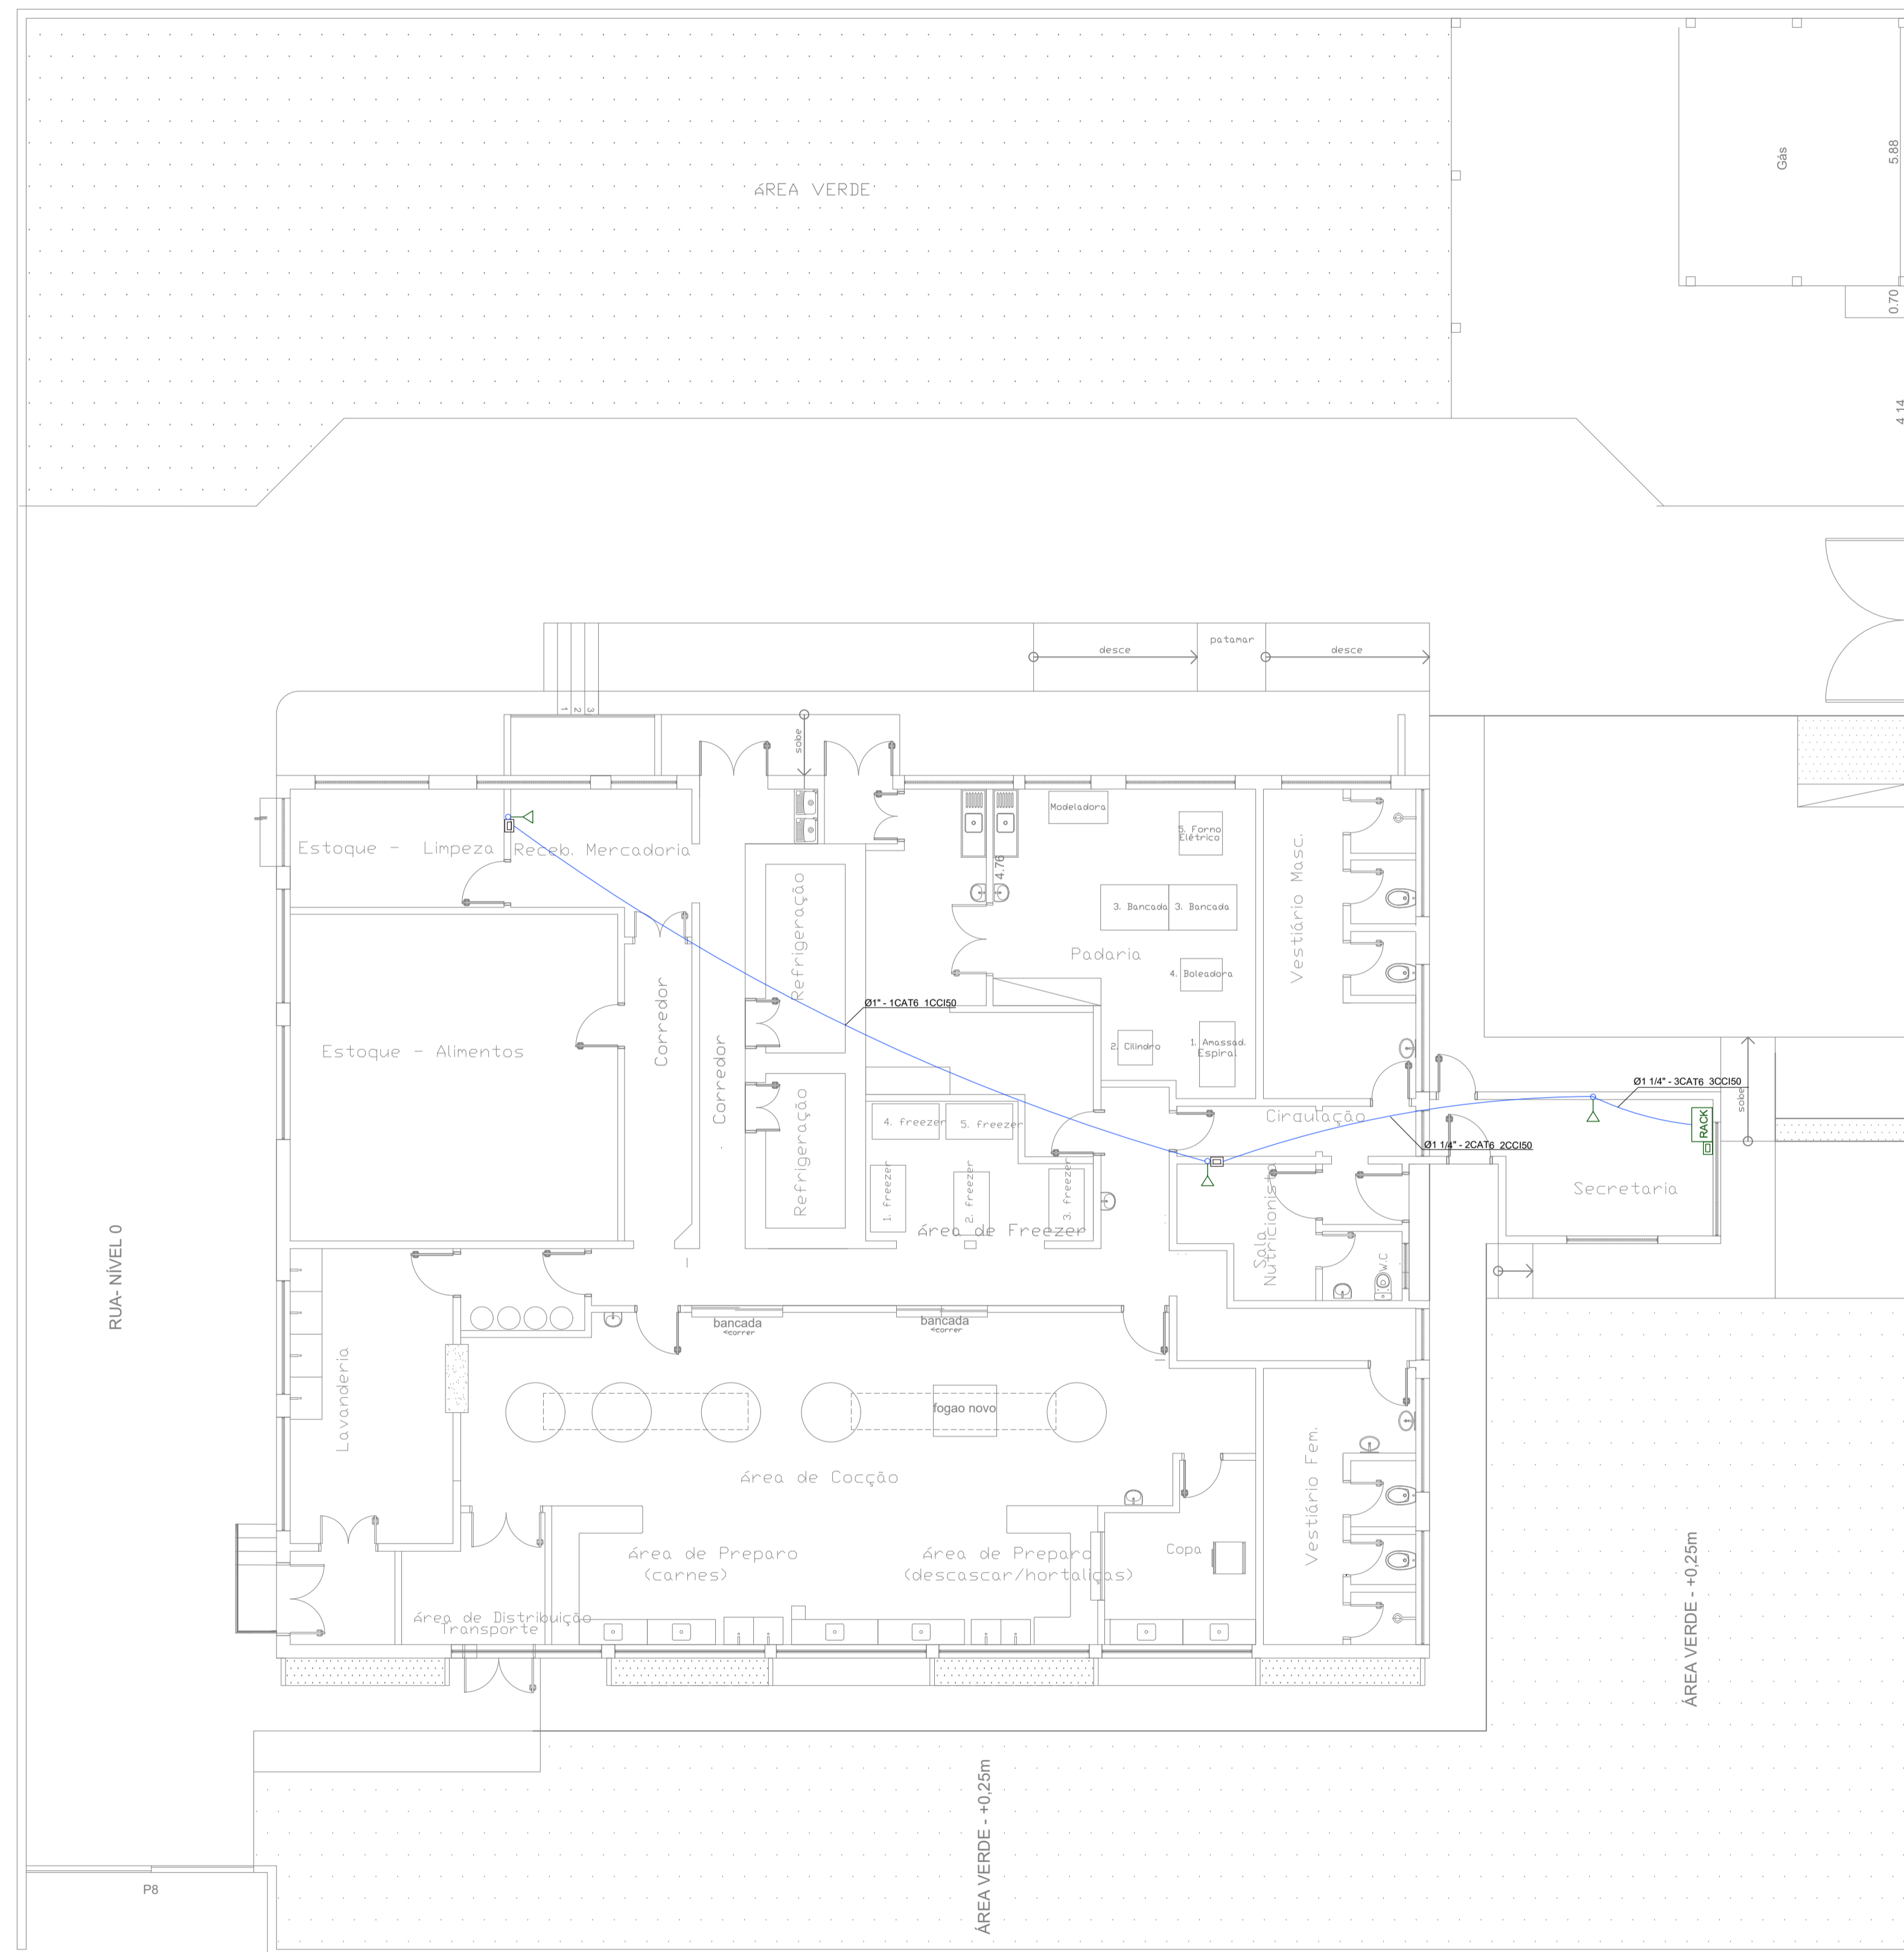 ÁREA VERDE
Gás
5.88
0.70
4 14
patamar
desce
desce
1
2
3
sobe
Modeladora
5. Forno
Elétrico
Estoque - Limpeza
Receb. Mercadoria
4.76
Vestiário Masc.
Refrigeração
3. Bancada
3. Bancada
Padaria
4. Boleadora
Ø1" - 1CAT6 1CCI50
Corredor
Corredor
Estoque - Alimentos
2. Cilindro
1. Amassad.
Espiral
Ø1 1/4" - 3CAT6 3CCI50
sobe
RACK
Circulação
Refrigeração
4. freezer
5. freezer
Ø1 1/4" - 2CAT6 2CCI50
1. freezer
2. freezer
3. freezer
Secretaria
Área de Freezer
Sala
Nutricionista
W.C
RUA- NÍVEL 0
bancada
<correr
bancada
<correr
Lavanderia
fogao novo
Área de Cocção
Vestiário Fem.
Área de Preparo
(carnes)
Área de Preparo
(descascar/hortaliças)
Copa
Área de Distribuição
Transporte
ÁREA VERDE - +0,25m
ÁREA VERDE - +0,25m
P8